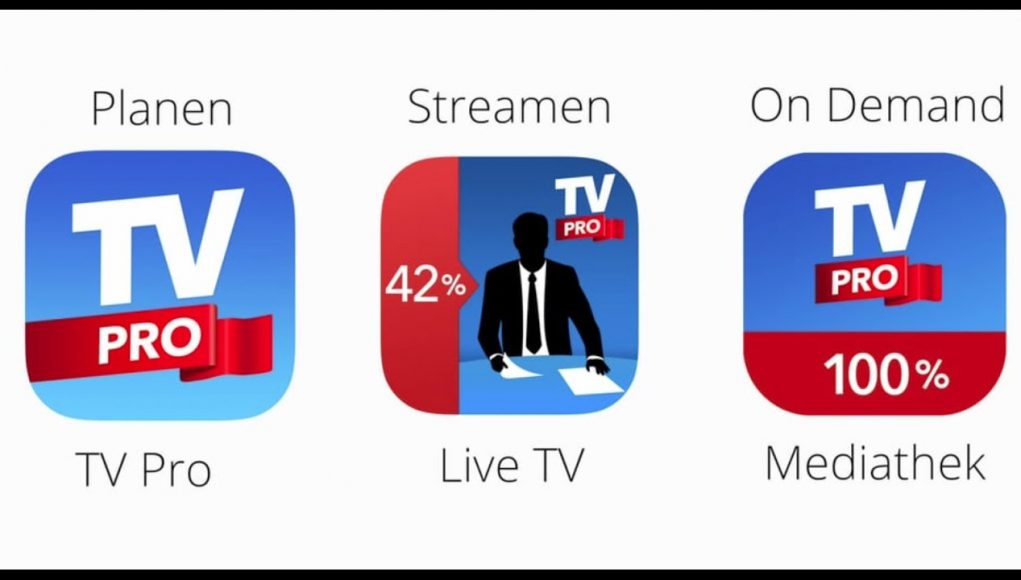 Planen
TV
PRO
TV Pro
Streamen
TV
PRO
42%
Live TV
On Demand
TV
PRO
100%
Mediathek